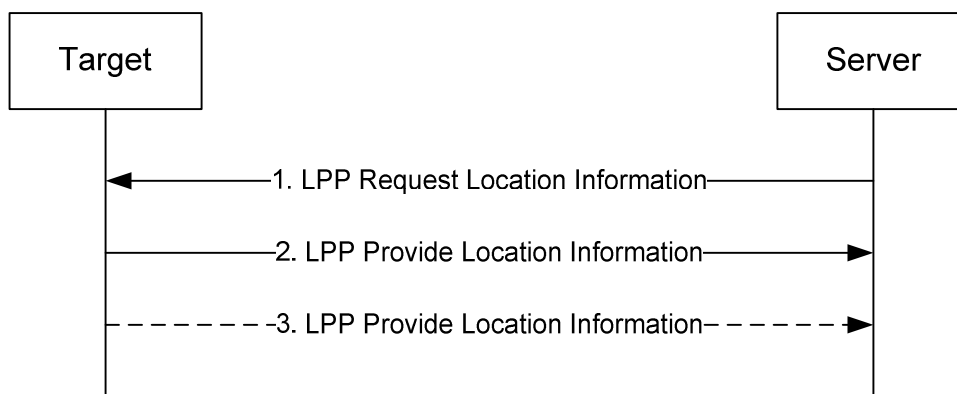 Target
Server
1. LPP Request Location Information
2. LPP Provide Location Information
3. LPP Provide Location Information